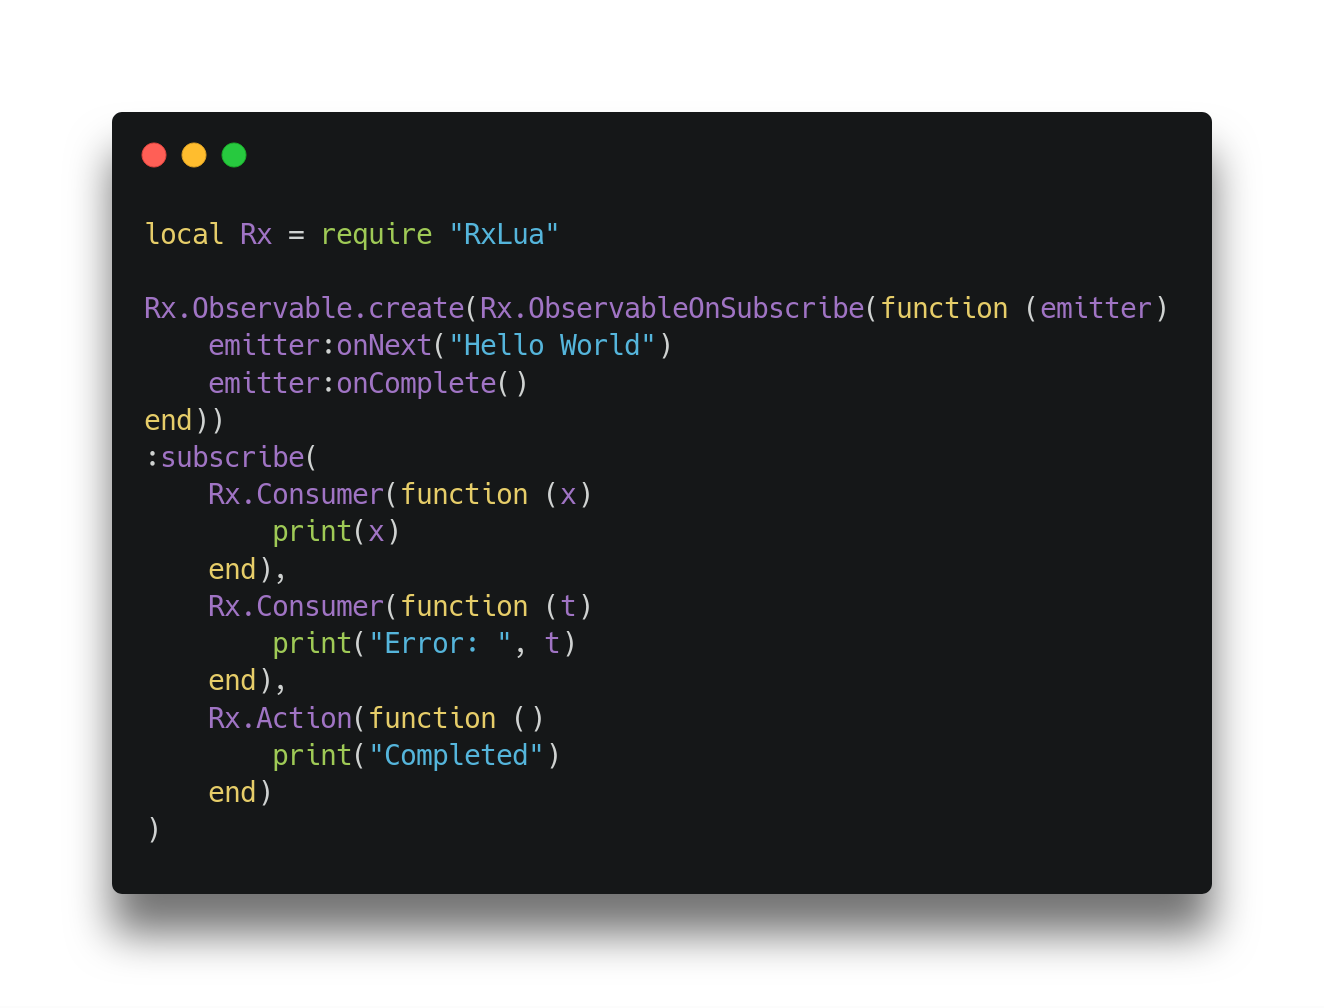 local Rx = require "RxLua"

Rx.Observable.create(Rx.ObservableOnSubscribe(function (emitter)
    emitter:onNext("Hello World")
    emitter:onComplete()
end))
:subscribe(
    Rx.Consumer(function (x)
        print(x)
    end),
    Rx.Consumer(function (t)
        print("Error: ", t)
    end),
    Rx.Action(function ()
        print("Completed")
    end)
)